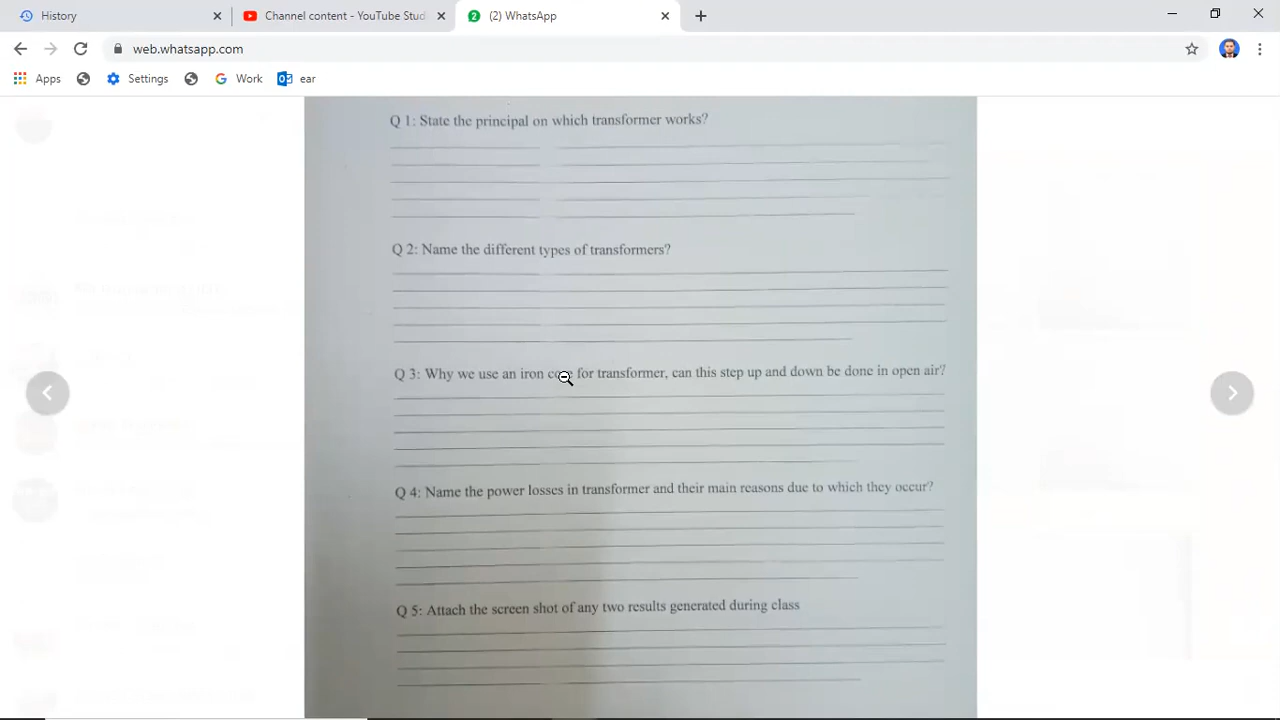 History
Channel content - YouTube Stud
2
(2) WhatsApp
web.whatsapp.com
Apps
Settings
G
Work
ear
Q 1: State the principal on which transformer works?
Q 2: Name the different types of transformers?
Q 3: Why we use an iron core for transformer, can this step up and down be done in open air?
Q 4: Name the power losses in transformer and their main reasons due to which they occur?
Q 5: Attach the screen shot of any two results generated during class